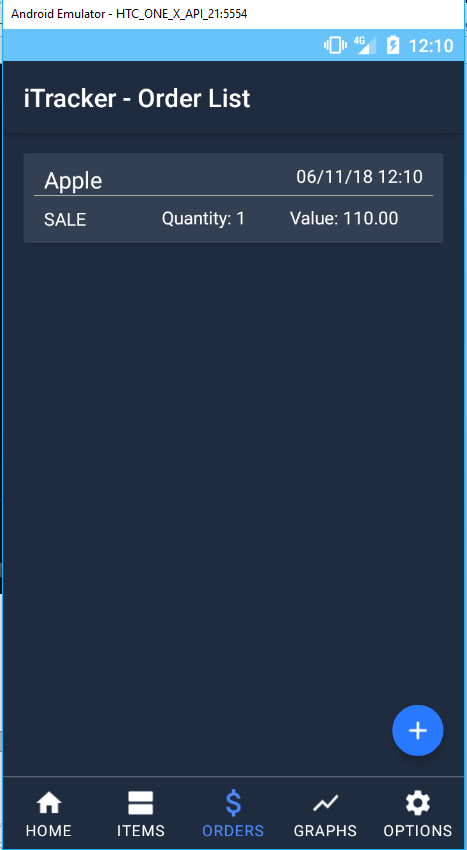 Android Emulator - HTC_ONE_X_API_21:5554
4G 12:10
iTracker - Order List
Apple 06/11/18 12:10
SALE Quantity: 1 Value: 110.00
HOME ITEMS ORDERS GRAPHS OPTIONS